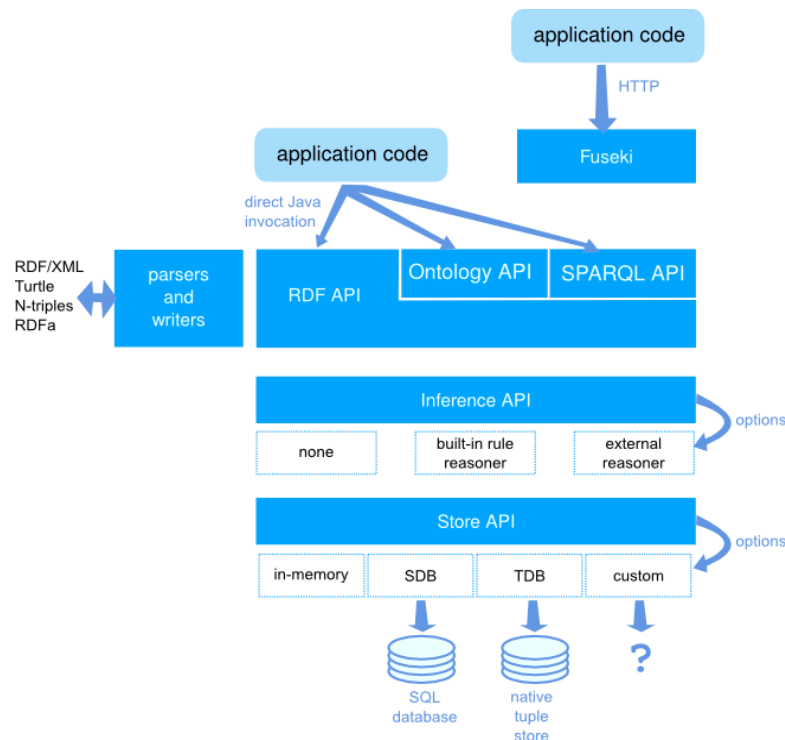 application code
HTTP
Fuseki
application code
direct Java
invocation
RDF/XML
Turtle
N-triples
RDFa
parsers
and
writers
RDF API
Ontology API
SPARQL API
Inference API
options
none
built-in rule
reasoner
external
reasoner
Store API
options
in-memory
SDB
TDB
custom
?
SQL
database
native
tuple
store